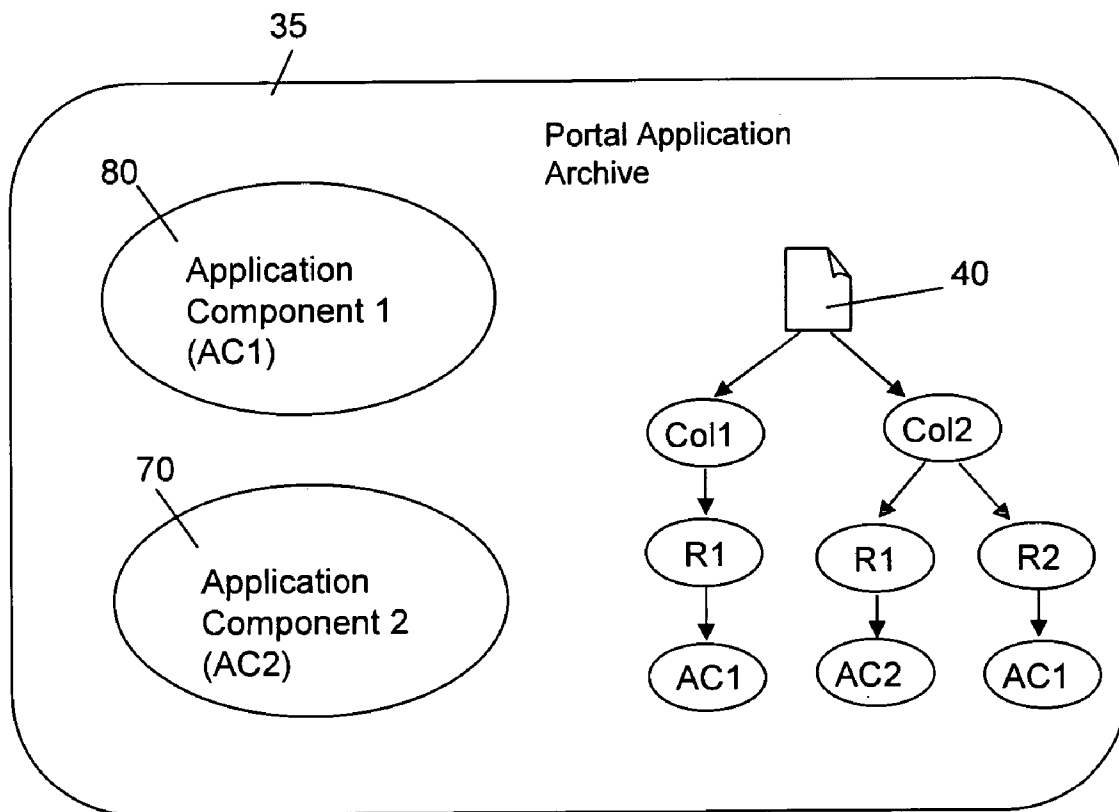 35
Portal Application
Archive
80
Application
Component 1
(AC1)
40
Col1
Col2
70
R1
R1
R2
Application
Component 2
(AC2)
AC1
AC2
AC1